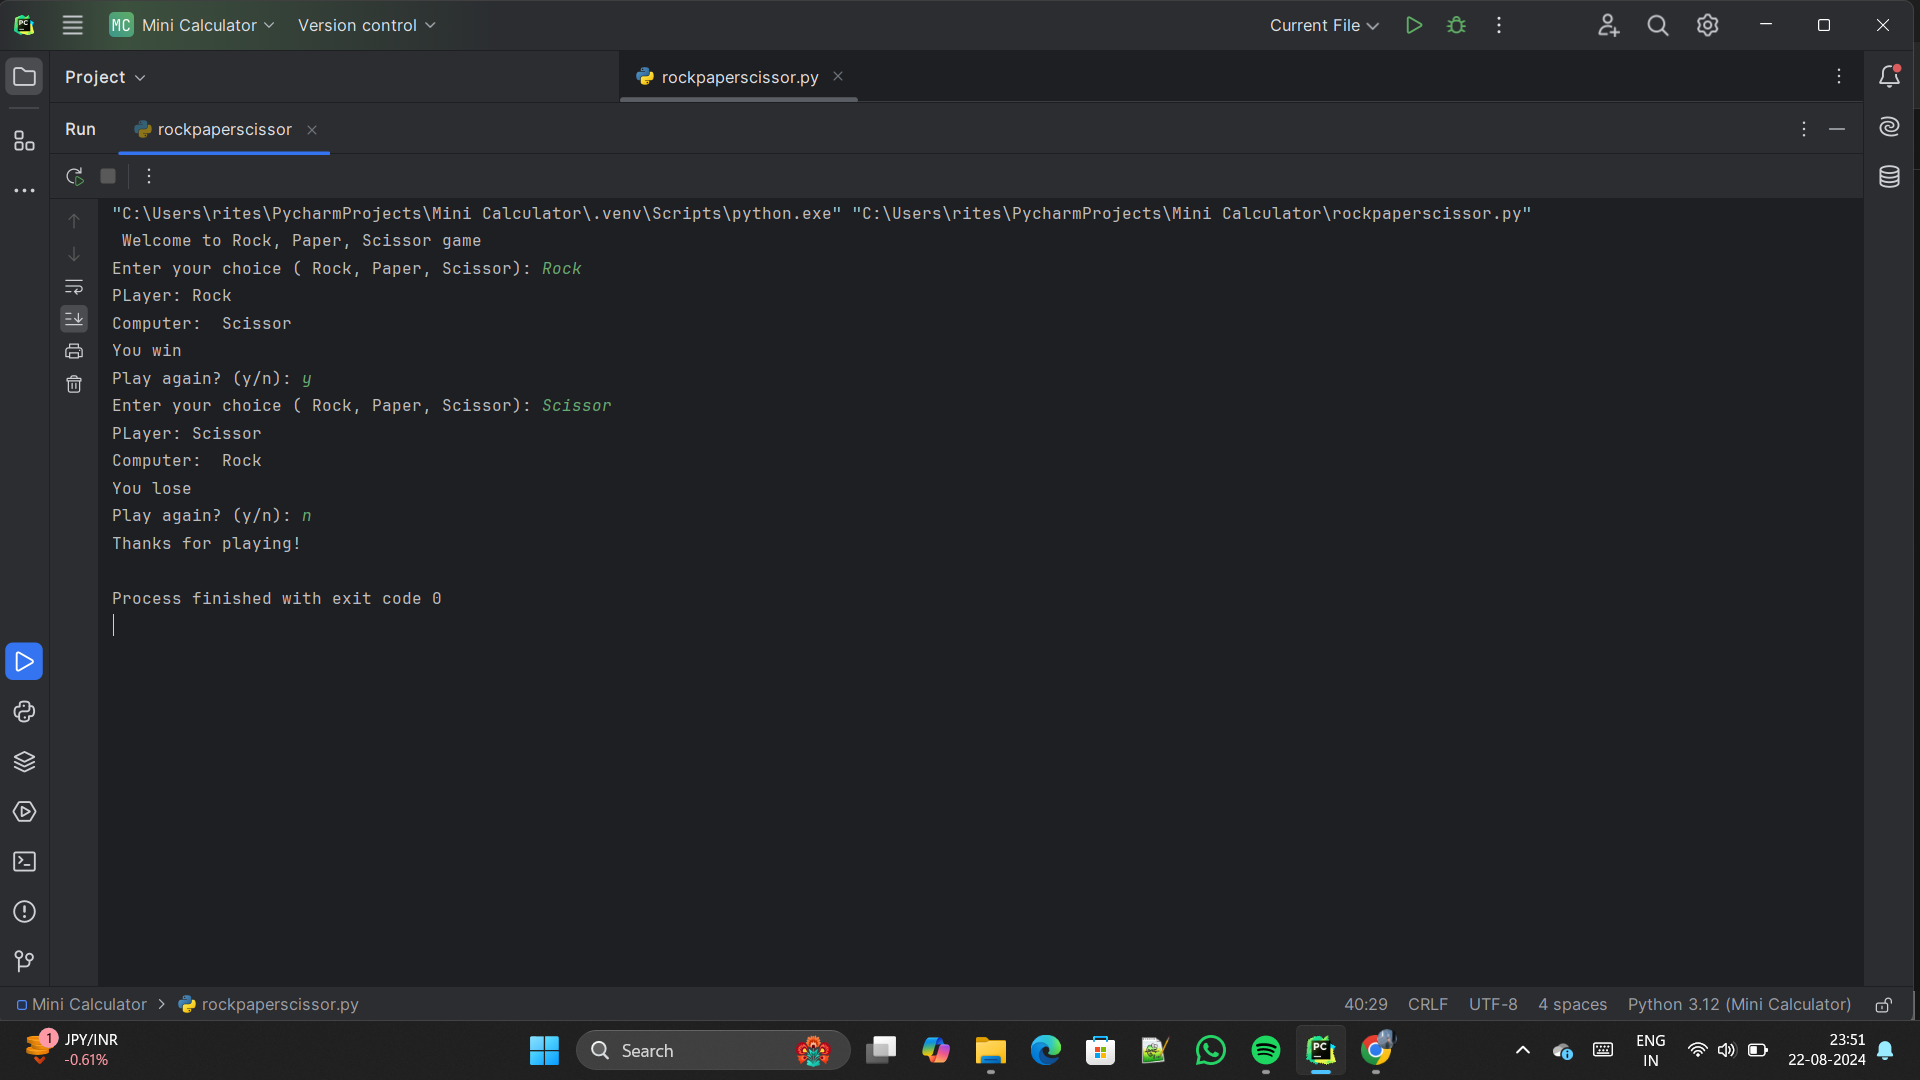 MC Mini Calculator Version control Current File
Project rockpaperscissor.py
Run rockpaperscissor
"C:\Users\rites\PycharmProjects\Mini Calculator\.venv\Scripts\python.exe" "C:\Users\rites\PycharmProjects\Mini Calculator\rockpaperscissor.py"
Welcome to Rock, Paper, Scissor game
Enter your choice ( Rock, Paper, Scissor): Rock
PLayer: Rock
Computer:  Scissor
You win
Play again? (y/n): y
Enter your choice ( Rock, Paper, Scissor): Scissor
PLayer: Scissor
Computer:  Rock
You lose
Play again? (y/n): n
Thanks for playing!
Process finished with exit code 0
Mini Calculator rockpaperscissor.py 40:29 CRLF UTF-8 4 spaces Python 3.12 (Mini Calculator)
1 JPY/INR
-0.61%
Search
PC
ENG
IN
23:51
22-08-2024